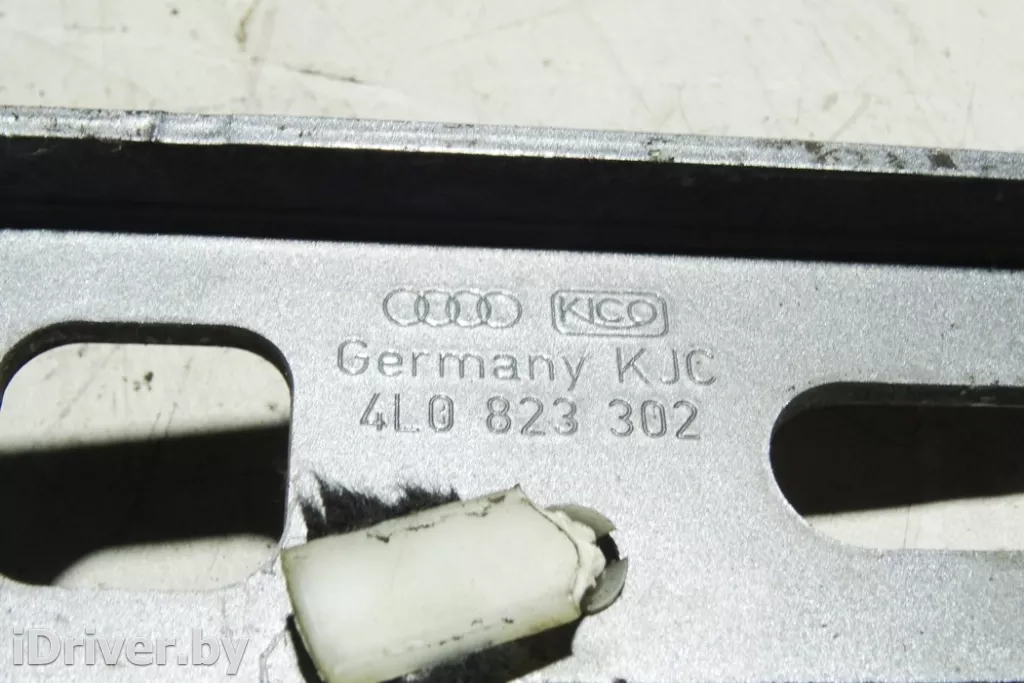 KICO
Germany KJC
4L0 823 302
iDriver.by